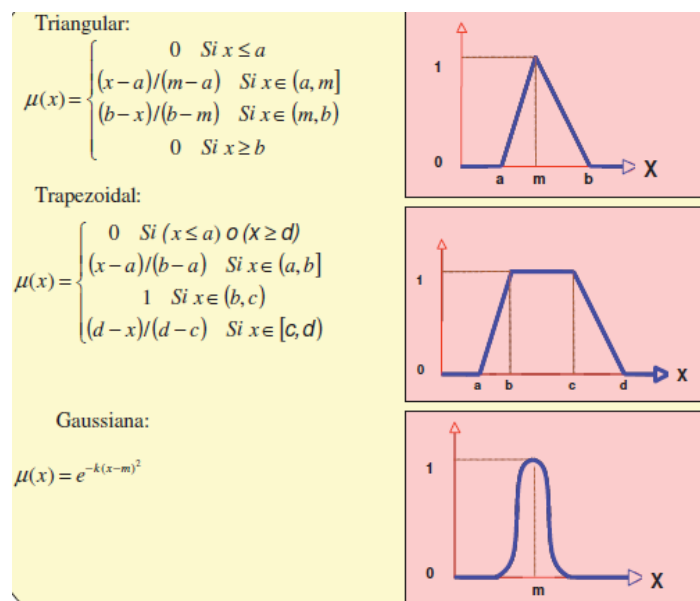 Triangular:
μ(x) = { 0 Si x ≤ a
(x−a)/(m−a) Si x ∈ (a, m]
(b−x)/(b−m) Si x ∈ (m, b)
0 Si x ≥ b
1
0
a m b X
Trapezoidal:
μ(x) = { 0 Si (x ≤ a) o (x ≥ d)
(x−a)/(b−a) Si x ∈ (a, b]
1 Si x ∈ (b, c)
(d−x)/(d−c) Si x ∈ [c, d)
1
0
a b c d X
Gaussiana:
μ(x) = e^{−k(x−m)^2}
1
0
m X